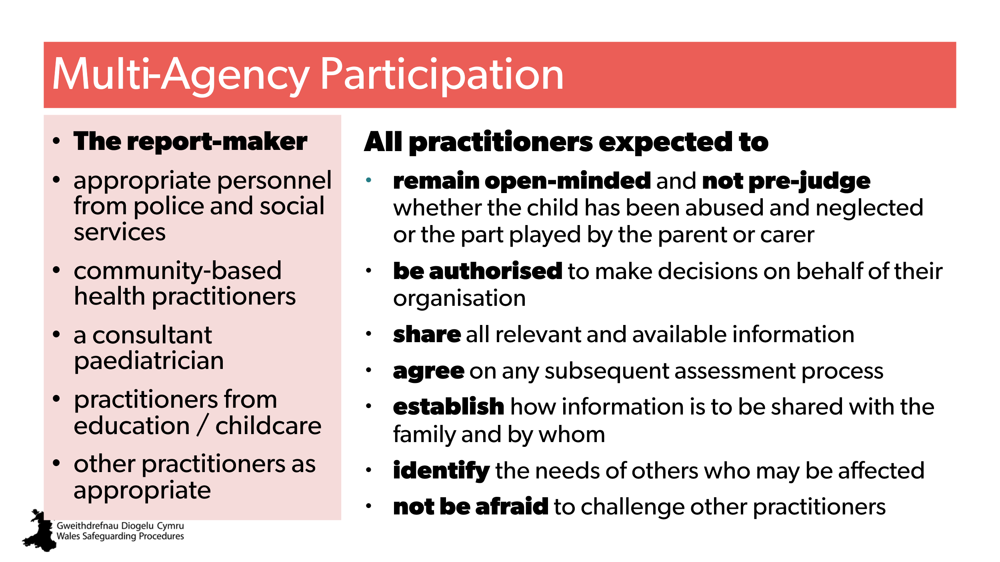 Multi-Agency Participation
• The report-maker
• appropriate personnel
from police and social
services
• community-based
health practitioners
• a consultant
paediatrician
• practitioners from
education / childcare
• other practitioners as
appropriate
All practitioners expected to
• remain open-minded and not pre-judge
whether the child has been abused and neglected
or the part played by the parent or carer
• be authorised to make decisions on behalf of their
organisation
• share all relevant and available information
• agree on any subsequent assessment process
• establish how information is to be shared with the
family and by whom
• identify the needs of others who may be affected
• not be afraid to challenge other practitioners
Gweithdrefnau Diogelu Cymru
Wales Safeguarding Procedures